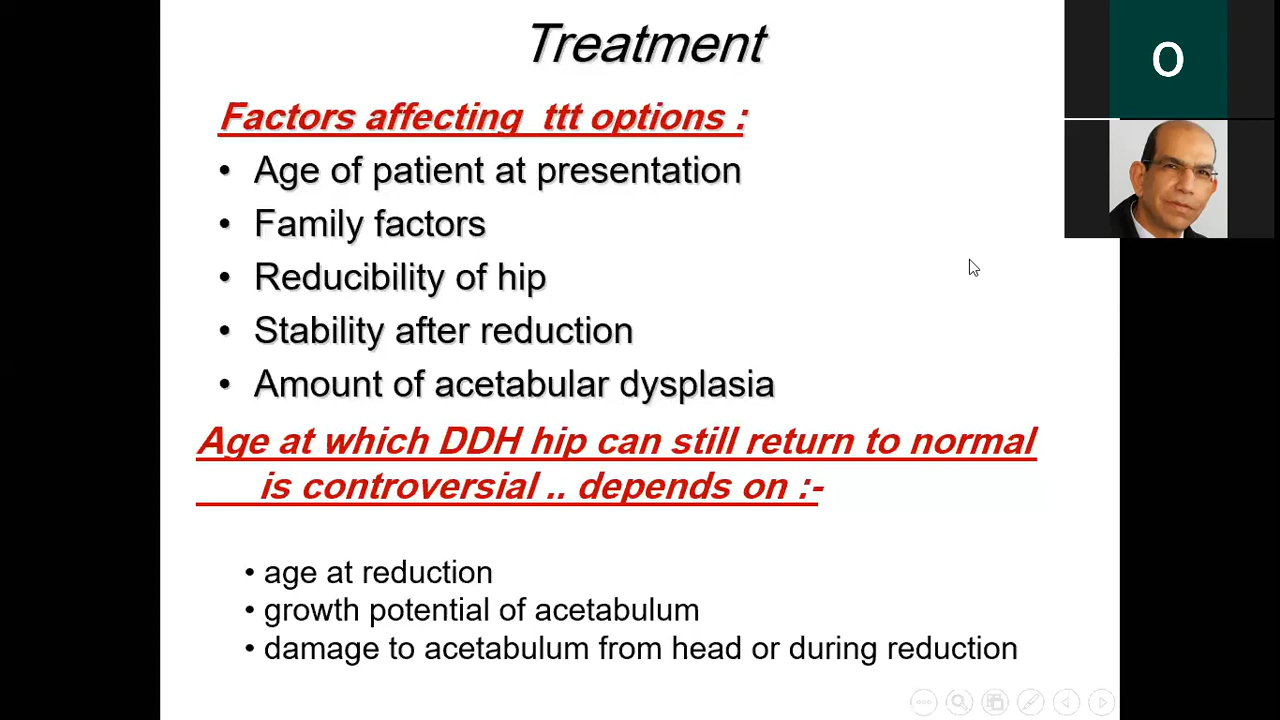 Treatment
Factors affecting ttt options :
• Age of patient at presentation
• Family factors
• Reducibility of hip
• Stability after reduction
• Amount of acetabular dysplasia
Age at which DDH hip can still return to normal
is controversial .. depends on :-
• age at reduction
• growth potential of acetabulum
• damage to acetabulum from head or during reduction
O